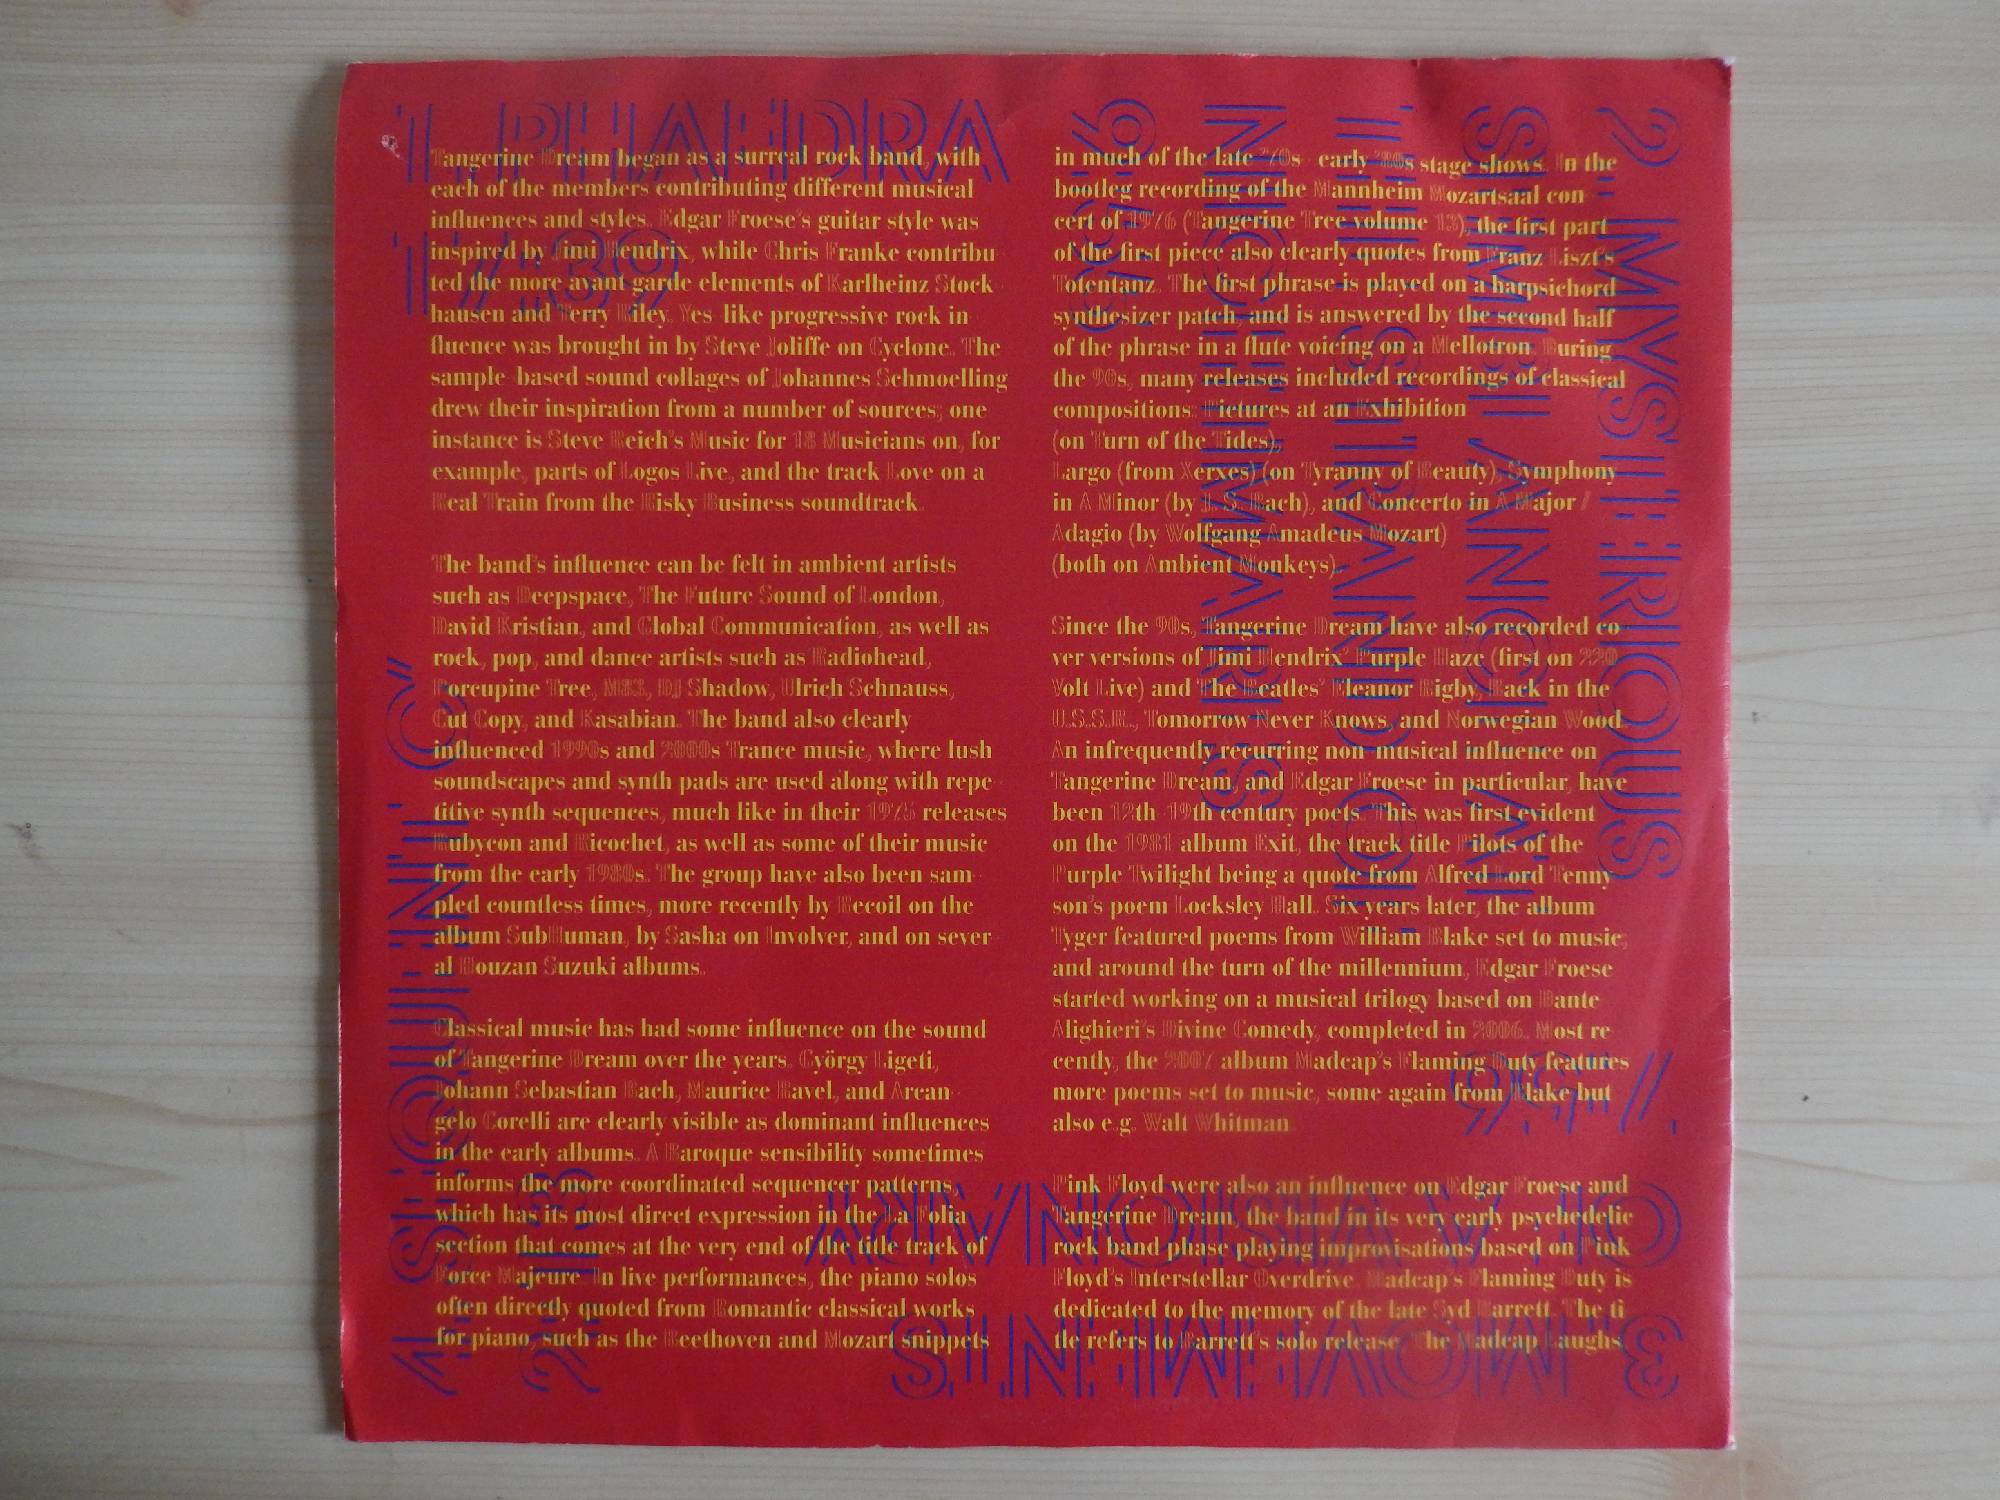 1. PHAEDRA
17:39
Tangerine Dream began as a surreal rock band, with
each of the members contributing different musical
influences and styles. Edgar Froese's guitar style was
inspired by Jimi Hendrix, while Chris Franke contribu-
ted the more avant garde elements of Karlheinz Stock-
hausen and Terry Riley. Yes-like progressive rock in-
fluence was brought in by Steve Joliffe on Cyclone. The
sample-based sound collages of Johannes Schmoelling
drew their inspiration from a number of sources; one
instance is Steve Reich's Music for 18 Musicians on, for
example, parts of Logos Live, and the track Love on a
Real Train from the Risky Business soundtrack.
The band's influence can be felt in ambient artists
such as Deepspace, The Future Sound of London,
David Kristian, and Global Communication, as well as
rock, pop, and dance artists such as Radiohead,
Porcupine Tree, M83, DJ Shadow, Ulrich Schnauss,
Cut Copy, and Kasabian. The band also clearly
influenced 1990s and 2000s Trance music, where lush
soundscapes and synth pads are used along with repe-
titive synth sequences, much like in their 1975 releases
Rubycon and Ricochet, as well as some of their music
from the early 1980s. The group have also been sam-
pled countless times, more recently by Recoil on the
album SubHuman, by Sasha on Involver, and on sever-
al Houzan Suzuki albums.
Classical music has had some influence on the sound
of Tangerine Dream over the years. György Ligeti,
Johann Sebastian Bach, Maurice Ravel, and Arcan-
gelo Corelli are clearly visible as dominant influences
in the early albums. A Baroque sensibility sometimes
informs the more coordinated sequencer patterns,
which has its most direct expression in the La Folia
section that comes at the very end of the title track of
Force Majeure. In live performances, the piano solos
often directly quoted from Romantic classical works
for piano, such as the Beethoven and Mozart snippets
in much of the late '70s - early '80s stage shows. In the
bootleg recording of the Mannheim Mozartsaal con-
cert of 1976 (Tangerine Tree volume 13), the first part
of the first piece also clearly quotes from Franz Liszt's
Totentanz. The first phrase is played on a harpsichord
synthesizer patch, and is answered by the second half
of the phrase in a flute voicing on a Mellotron. During
the 90s, many releases included recordings of classical
compositions: Pictures at an Exhibition
(on Turn of the Tides),
Largo (from Xerxes) (on Tyranny of Beauty), Symphony
in A Minor (by J. S. Bach), and Concerto in A Major /
Adagio (by Wolfgang Amadeus Mozart)
(both on Ambient Monkeys).
Since the 90s, Tangerine Dream have also recorded co-
ver versions of Jimi Hendrix' Purple Haze (first on 220
Volt Live) and The Beatles' Eleanor Rigby, Back in the
U.S.S.R., Tomorrow Never Knows, and Norwegian Wood.
An infrequently recurring non-musical influence on
Tangerine Dream, and Edgar Froese in particular, have
been 12th-19th century poets. This was first evident
on the 1981 album Exit, the track title Pilots of the
Purple Twilight being a quote from Alfred Lord Tenny-
son's poem Locksley Hall. Six years later, the album
Tyger featured poems from William Blake set to music;
and around the turn of the millennium, Edgar Froese
started working on a musical trilogy based on Dante
Alighieri's Divine Comedy, completed in 2006. Most re-
cently, the 2007 album Madcap's Flaming Duty features
more poems set to music, some again from Blake but
also e.g. Walt Whitman.
Pink Floyd were also an influence on Edgar Froese and
Tangerine Dream, the band in its very early psychedelic
rock band phase playing improvisations based on Pink
Floyd's Interstellar Overdrive. Madcap's Flaming Duty is
dedicated to the memory of the late Syd Barrett. The ti-
tle refers to Barrett's solo release The Madcap Laughs.
2. MYSTERIOUS
SEMBLANCE AT
THE STRAND OF
NIGHTMARES
9:35
3. MOVEMENTS
OF A VISIONARY
7:56
4. SEQUENT C'
2:13